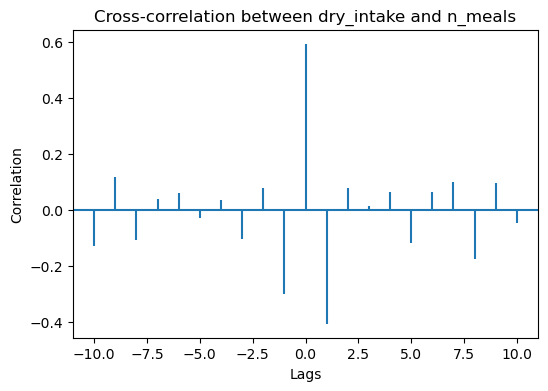 Cross-correlation between dry_intake and n_meals
0.6
0.4
0.2
0.0
−0.2
−0.4
Correlation
−10.0 −7.5 −5.0 −2.5 0.0 2.5 5.0 7.5 10.0
Lags